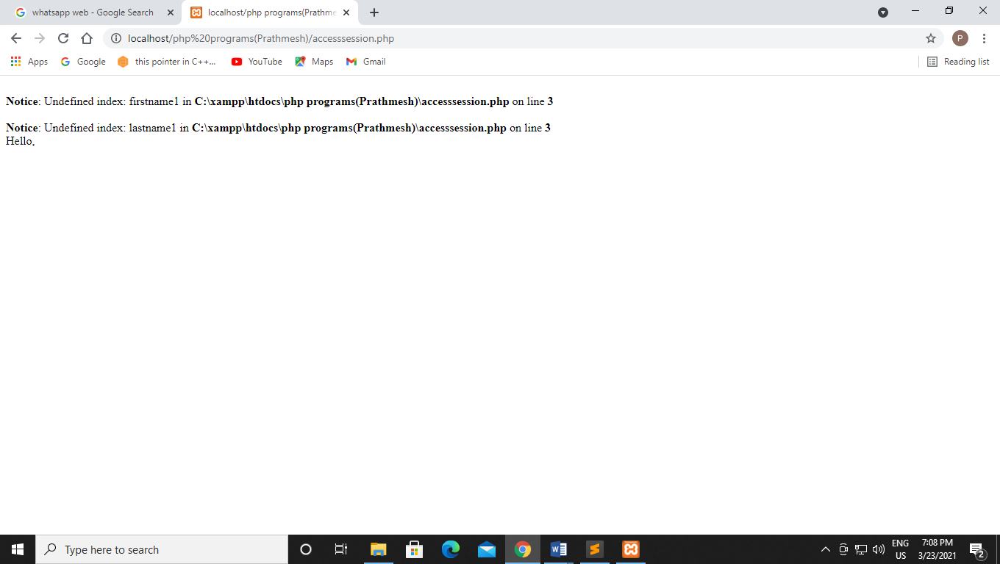 whatsapp web - Google Search
localhost/php programs(Prathme
localhost/php%20programs(Prathmesh)/accesssession.php
P
Apps
Google
this pointer in C++...
YouTube
Maps
Gmail
Reading list
Notice: Undefined index: firstname1 in C:\xampp\htdocs\php programs(Prathmesh)\accesssession.php on line 3
Notice: Undefined index: lastname1 in C:\xampp\htdocs\php programs(Prathmesh)\accesssession.php on line 3
Hello,
Type here to search
ENG
US
7:08 PM
3/23/2021
2